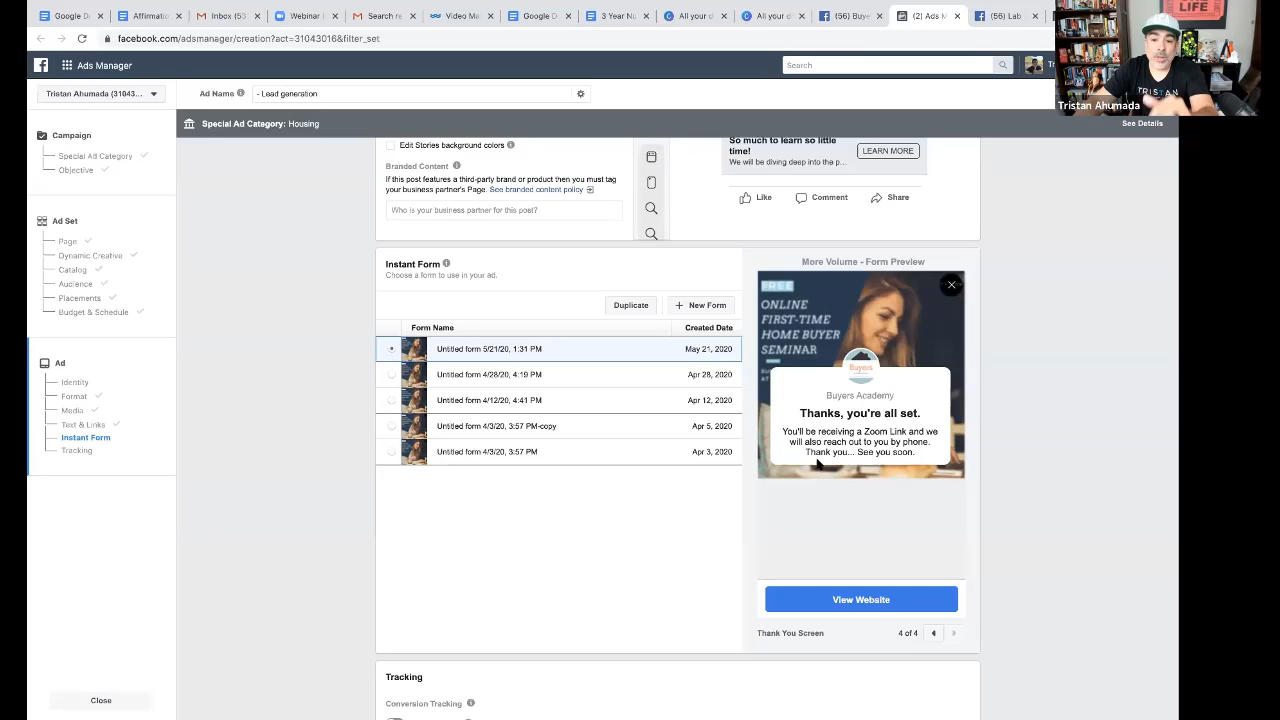 Google Do
Affirmatio
Inbox (53
Webinar I
Search re
Video Ma
Google D
3 Year Nu
All your d
All your d
(56) Buye
(2) Ads M
(56) Lab
facebook.com/adsmanager/creation?act=31043016&filter_set
Ads Manager
Search
Tr
LIFE
TRISTAN
Tristan Ahumada
Tristan Ahumada (31043...
Ad Name
- Lead generation
Special Ad Category: Housing
See Details
Campaign
Special Ad Category
Objective
Ad Set
Page
Dynamic Creative
Catalog
Audience
Placements
Budget & Schedule
Ad
Identity
Format
Media
Text & Links
Instant Form
Tracking
Close
Edit Stories background colors
Branded Content
If this post features a third-party brand or product then you must tag
your business partner's Page. See branded content policy
Who is your business partner for this post?
So much to learn so little
time!
We will be diving deep into the p...
LEARN MORE
Like
Comment
Share
Instant Form
Choose a form to use in your ad.
Duplicate
+ New Form
Form Name
Created Date
Untitled form 5/21/20, 1:31 PM
May 21, 2020
Untitled form 4/28/20, 4:19 PM
Apr 28, 2020
Untitled form 4/12/20, 4:41 PM
Apr 12, 2020
Untitled form 4/3/20, 3:57 PM-copy
Apr 5, 2020
Untitled form 4/3/20, 3:57 PM
Apr 3, 2020
More Volume - Form Preview
FREE
ONLINE
FIRST-TIME
HOME BUYER
SEMINAR
Buyers
Buyers Academy
Thanks, you're all set.
You'll be receiving a Zoom Link and we
will also reach out to you by phone.
Thank you... See you soon.
View Website
Thank You Screen
4 of 4
Tracking
Conversion Tracking